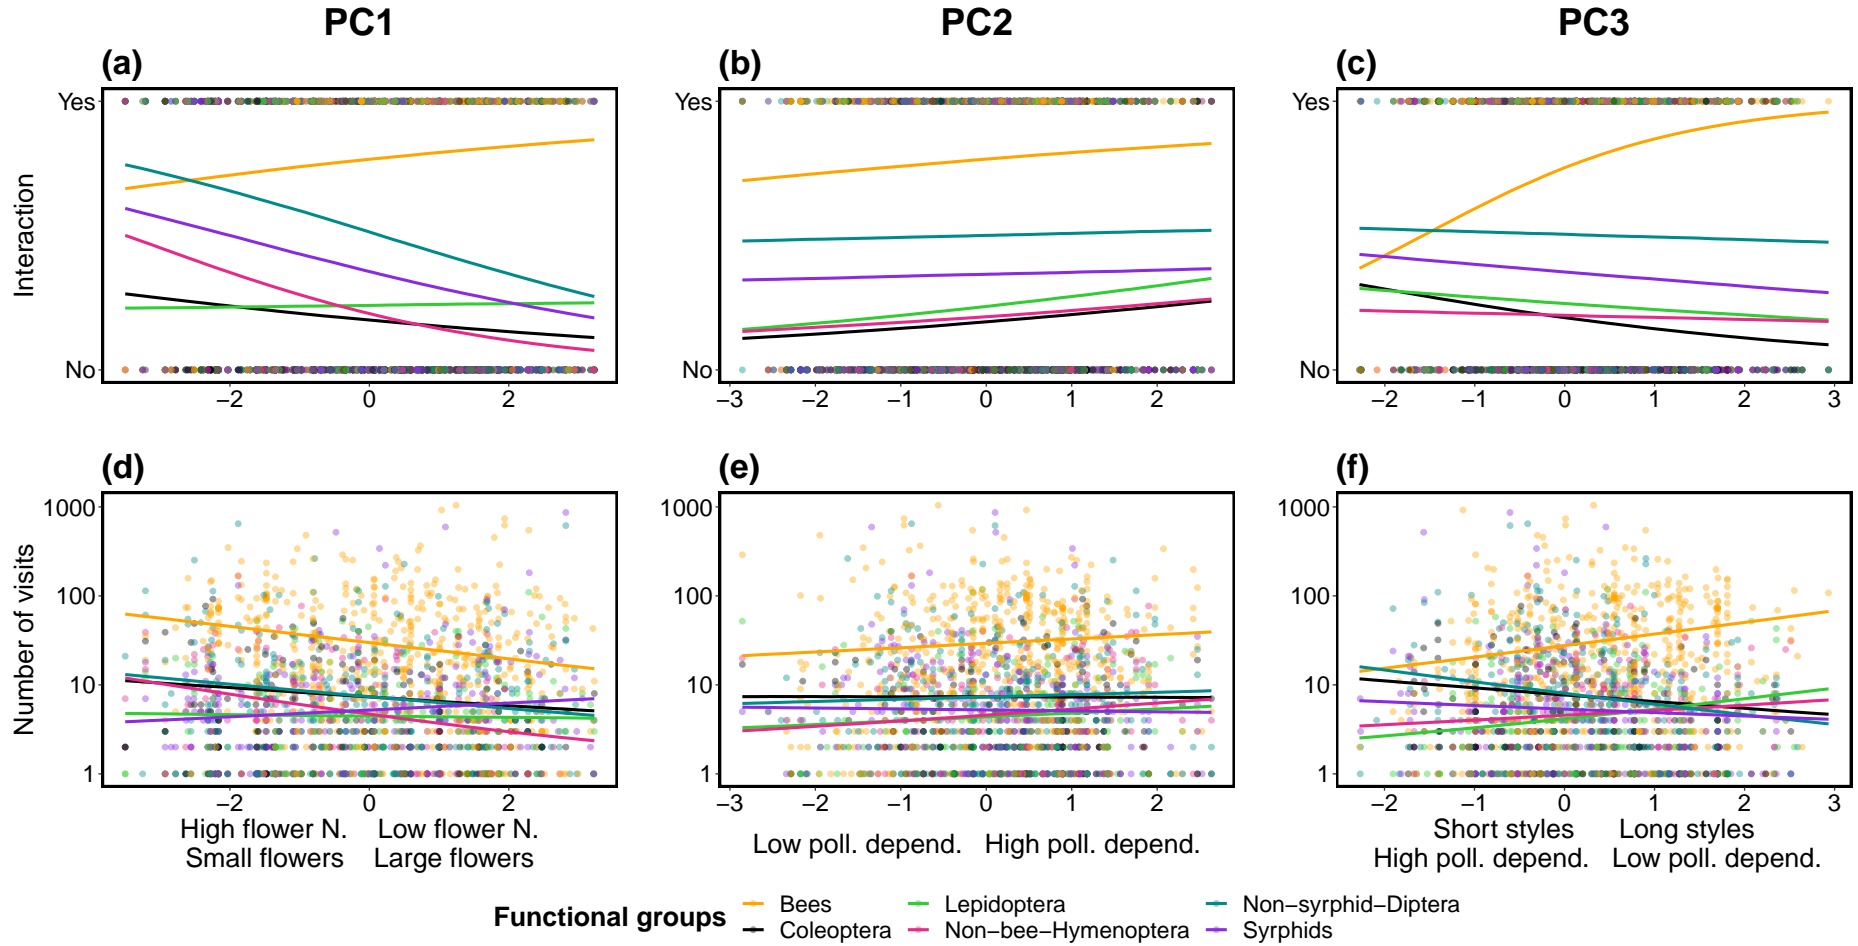 PC1 PC2 PC3
(a) (b) (c)
Interaction
Yes Yes Yes
No No No
−2 0 2 −3 −2 −1 0 1 2 −2 −1 0 1 2 3
(d) (e) (f)
Number of visits
1000 1000 1000
100 100 100
10 10 10
1 1 1
−2 0 2 −3 −2 −1 0 1 2 −2 −1 0 1 2 3
High flower N. Low flower N.
Small flowers Large flowers
Low poll. depend. High poll. depend.
Short styles Long styles
High poll. depend. Low poll. depend.
Functional groups
Bees Lepidoptera Non−syrphid−Diptera
Coleoptera Non−bee−Hymenoptera Syrphids